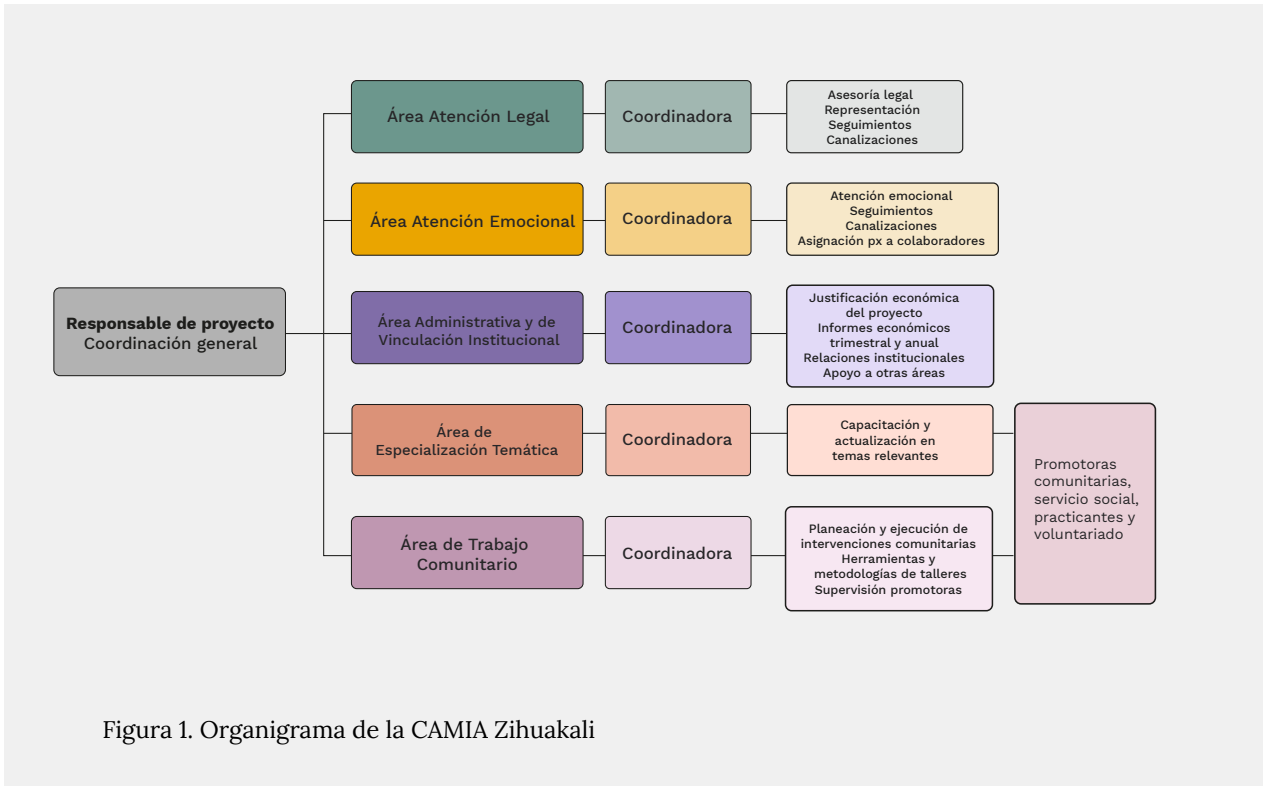 Responsable de proyecto
Coordinación general
Área Atención Legal
Coordinadora
Asesoría legal
Representación
Seguimientos
Canalizaciones
Área Atención Emocional
Coordinadora
Atención emocional
Seguimientos
Canalizaciones
Asignación px a colaboradores
Área Administrativa y de
Vinculación Institucional
Coordinadora
Justificación económica
del proyecto
Informes económicos
trimestral y anual
Relaciones institucionales
Apoyo a otras áreas
Área de
Especialización Temática
Coordinadora
Capacitación y
actualización en
temas relevantes
Área de Trabajo
Comunitario
Coordinadora
Planeación y ejecución de
intervenciones comunitarias
Herramientas y
metodologías de talleres
Supervisión promotoras
Promotoras
comunitarias,
servicio social,
practicantes y
voluntariado
Figura 1. Organigrama de la CAMIA Zihuakali